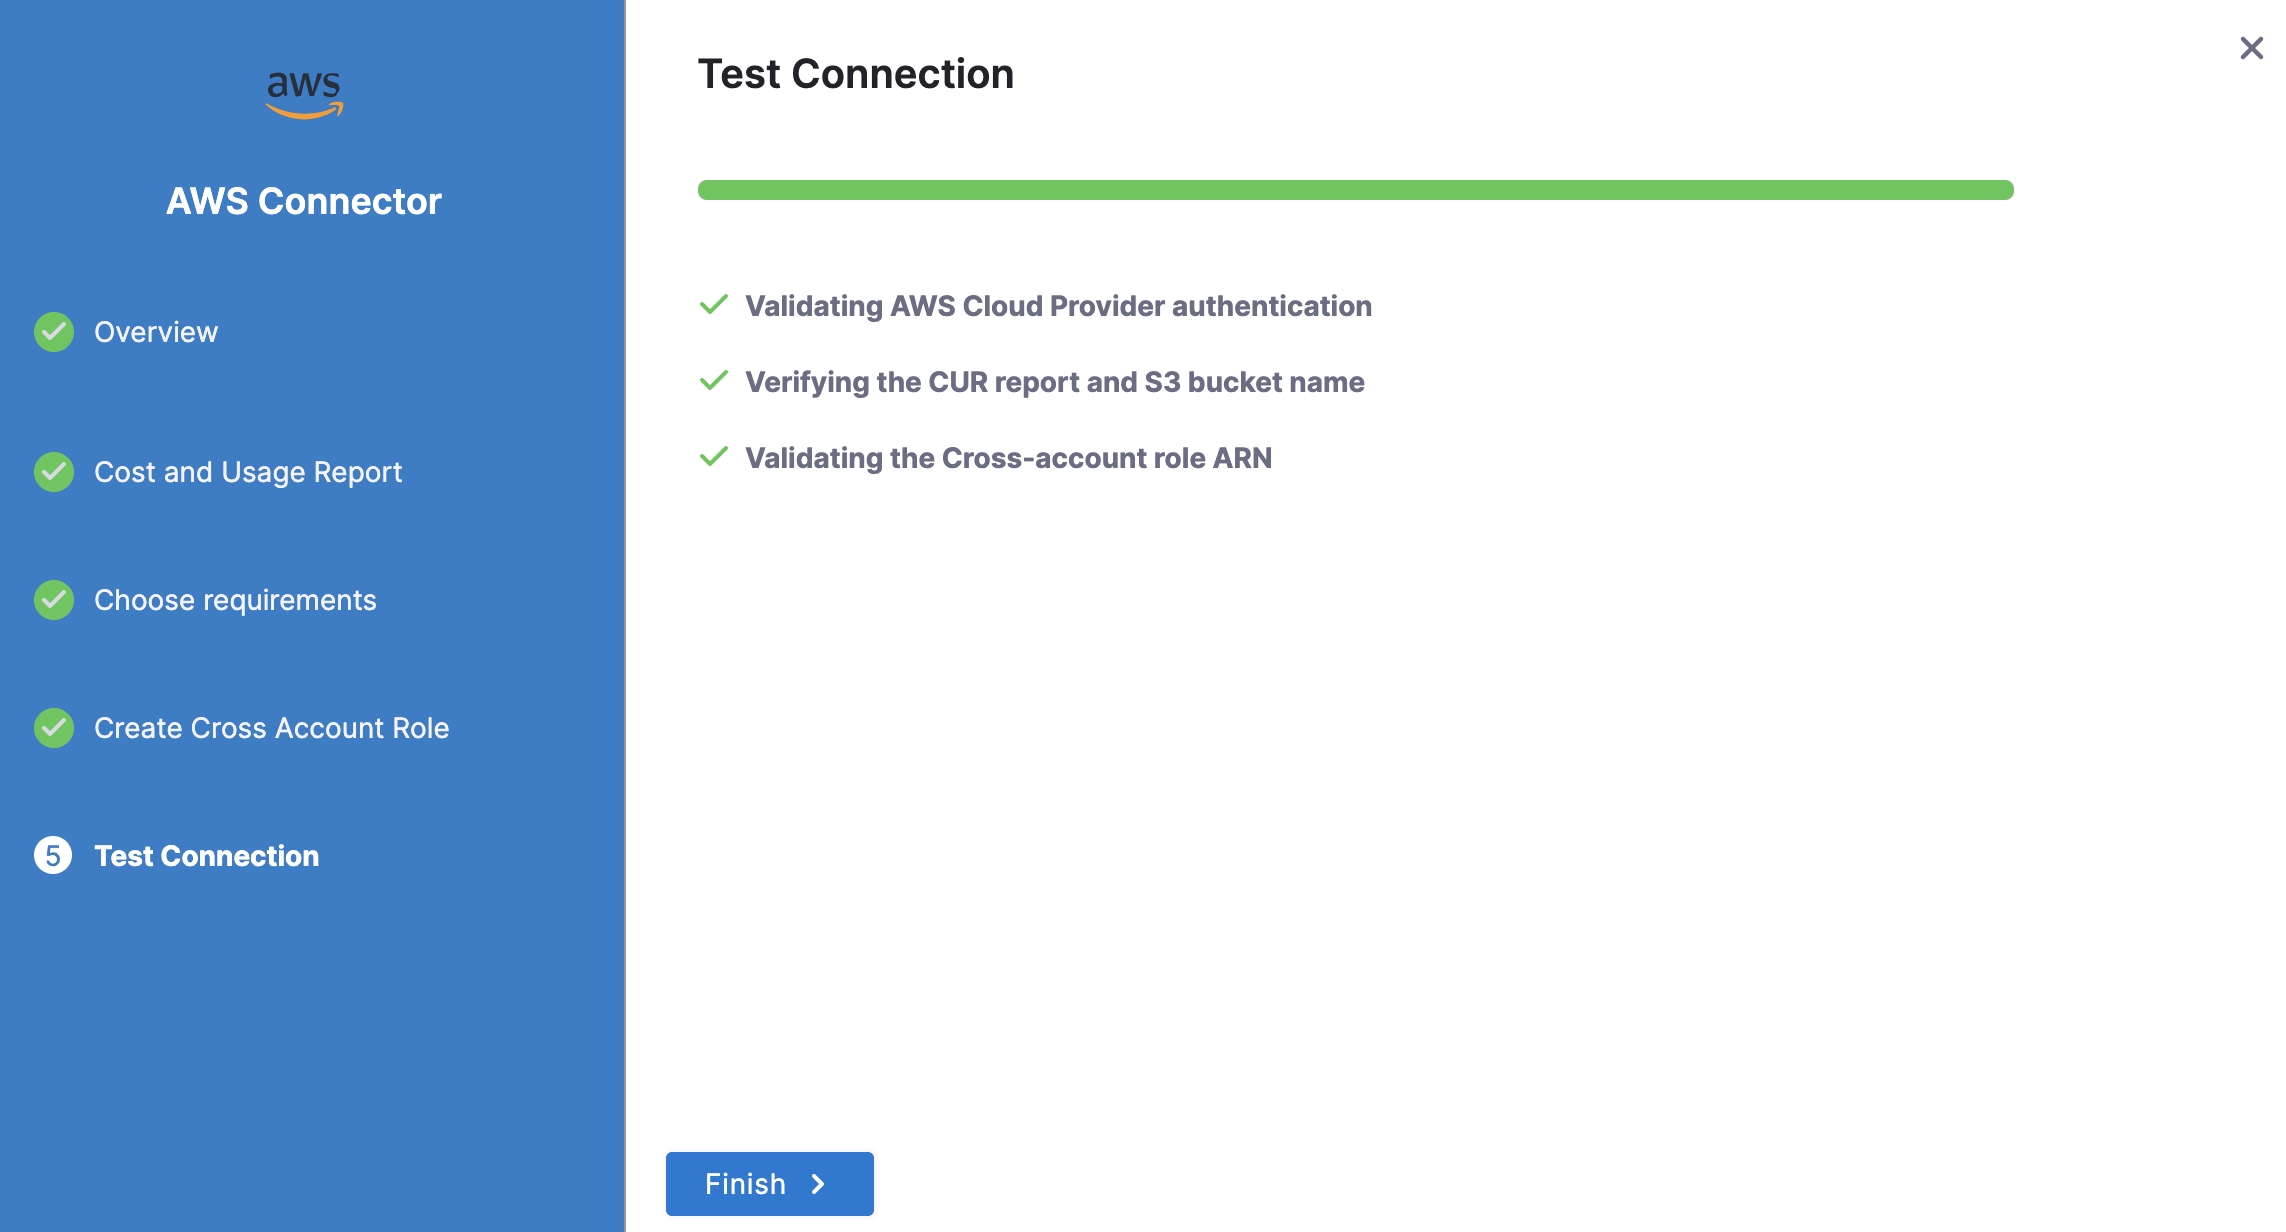 aws
AWS Connector
Overview
Cost and Usage Report
Choose requirements
Create Cross Account Role
5 Test Connection
Test Connection
Validating AWS Cloud Provider authentication
Verifying the CUR report and S3 bucket name
Validating the Cross-account role ARN
Finish